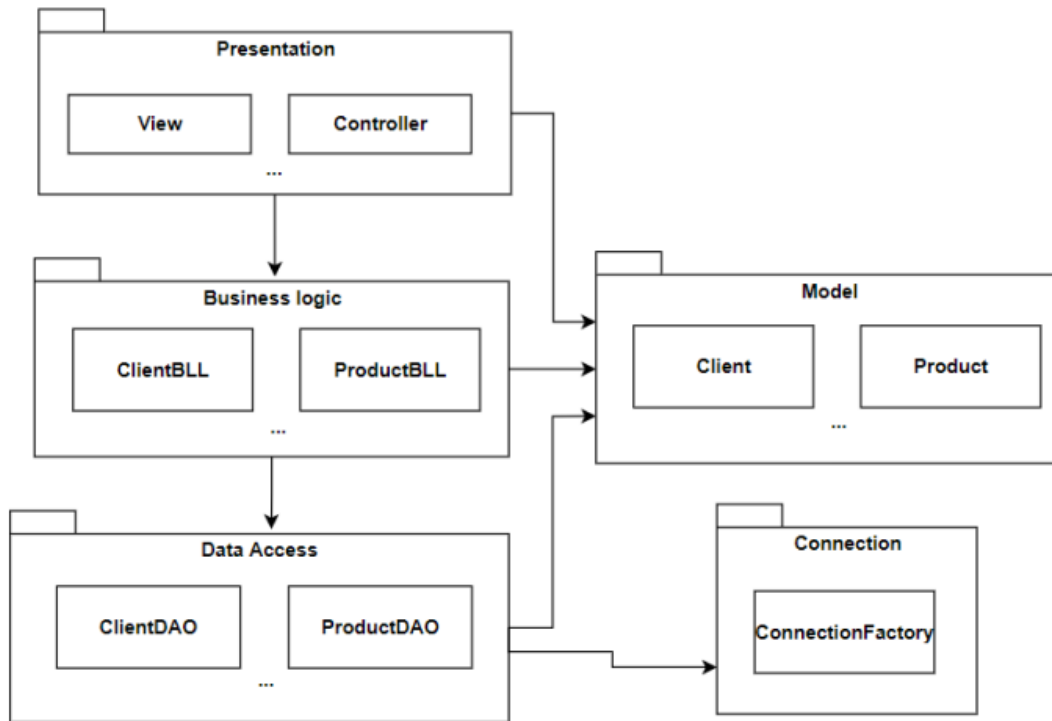 Presentation
View
Controller
...
Business logic
ClientBLL
ProductBLL
...
Model
Client
Product
...
Data Access
ClientDAO
ProductDAO
...
Connection
ConnectionFactory